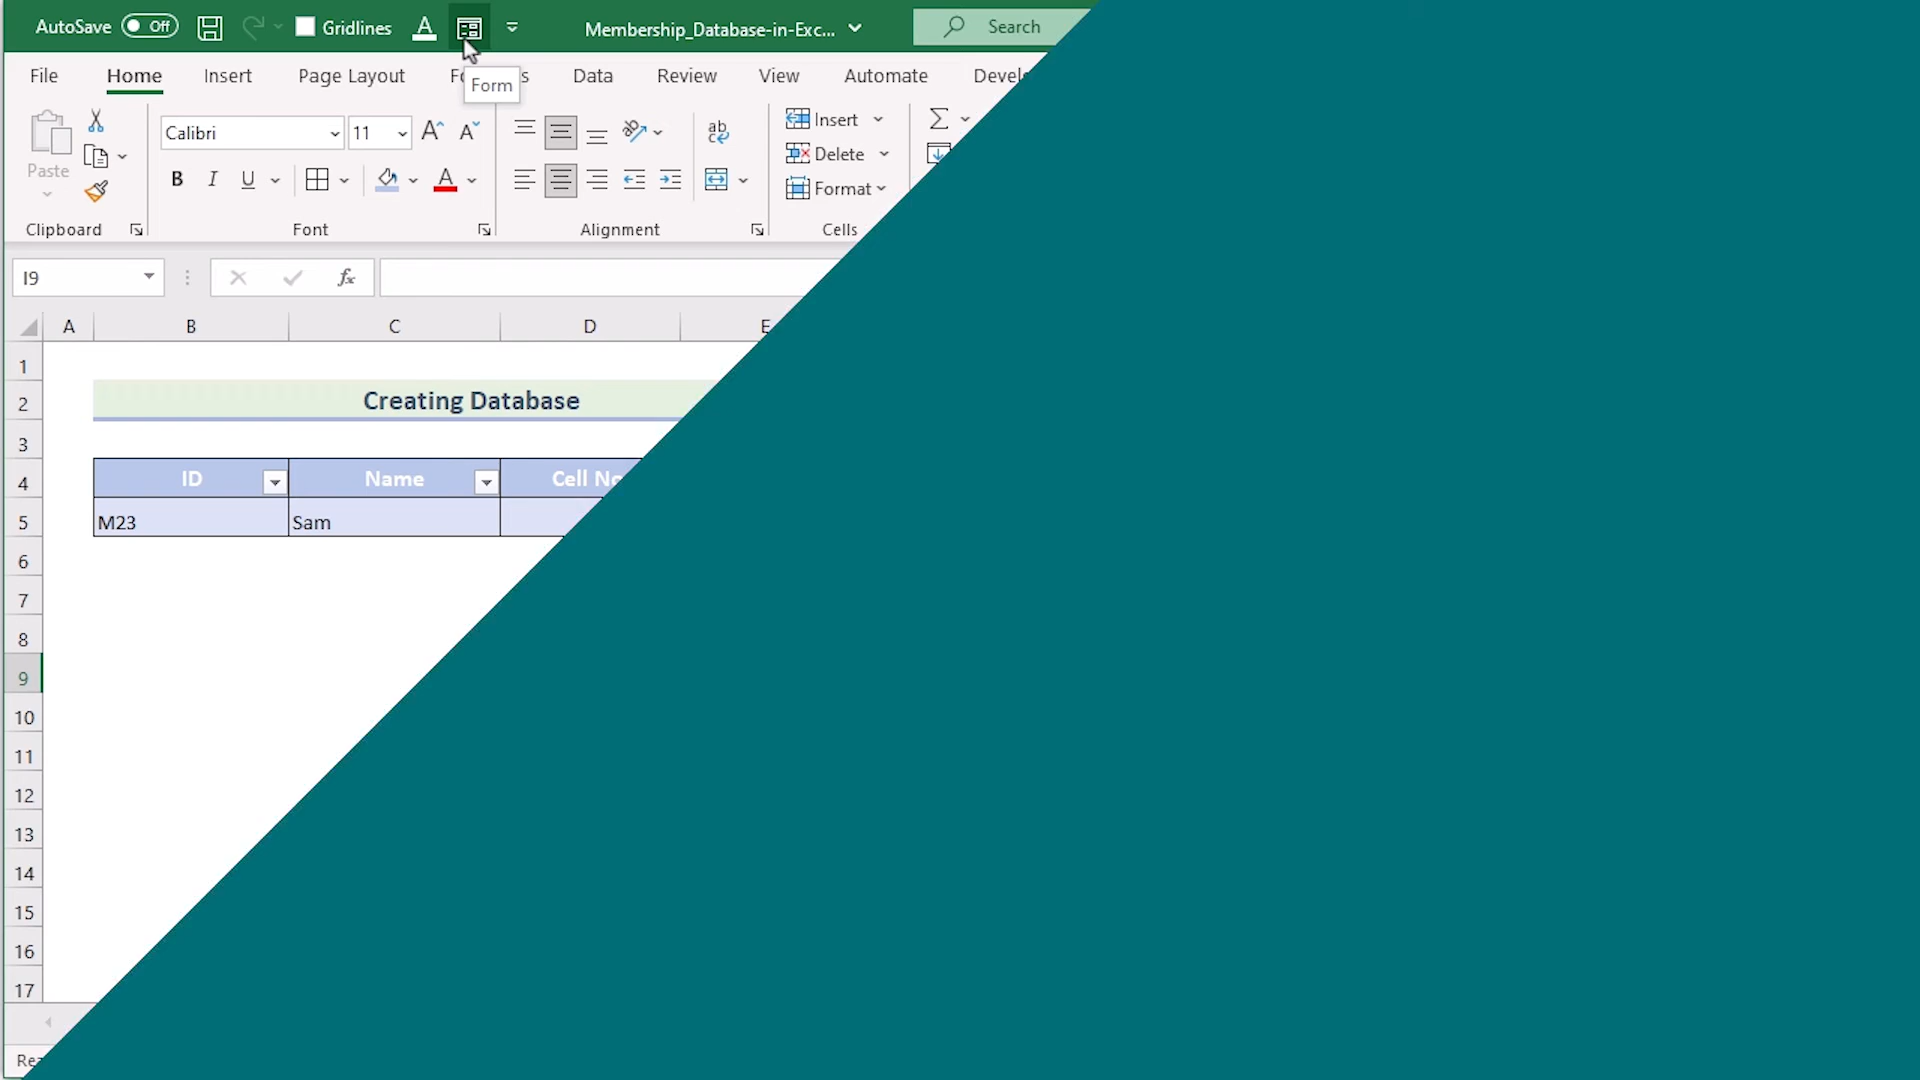 AutoSave Off Gridlines Membership_Database-in-Exc... Search
File Home Insert Page Layout Data Review View Automate
Form
Paste Calibri 11 Insert
B I U Delete
Format
Clipboard Font Alignment Cells
I9 fx
A B C D E
1
2 Creating Database
3
4 ID Name Cell No
5 M23 Sam
6
7
8
9
10
11
12
13
14
15
16
17